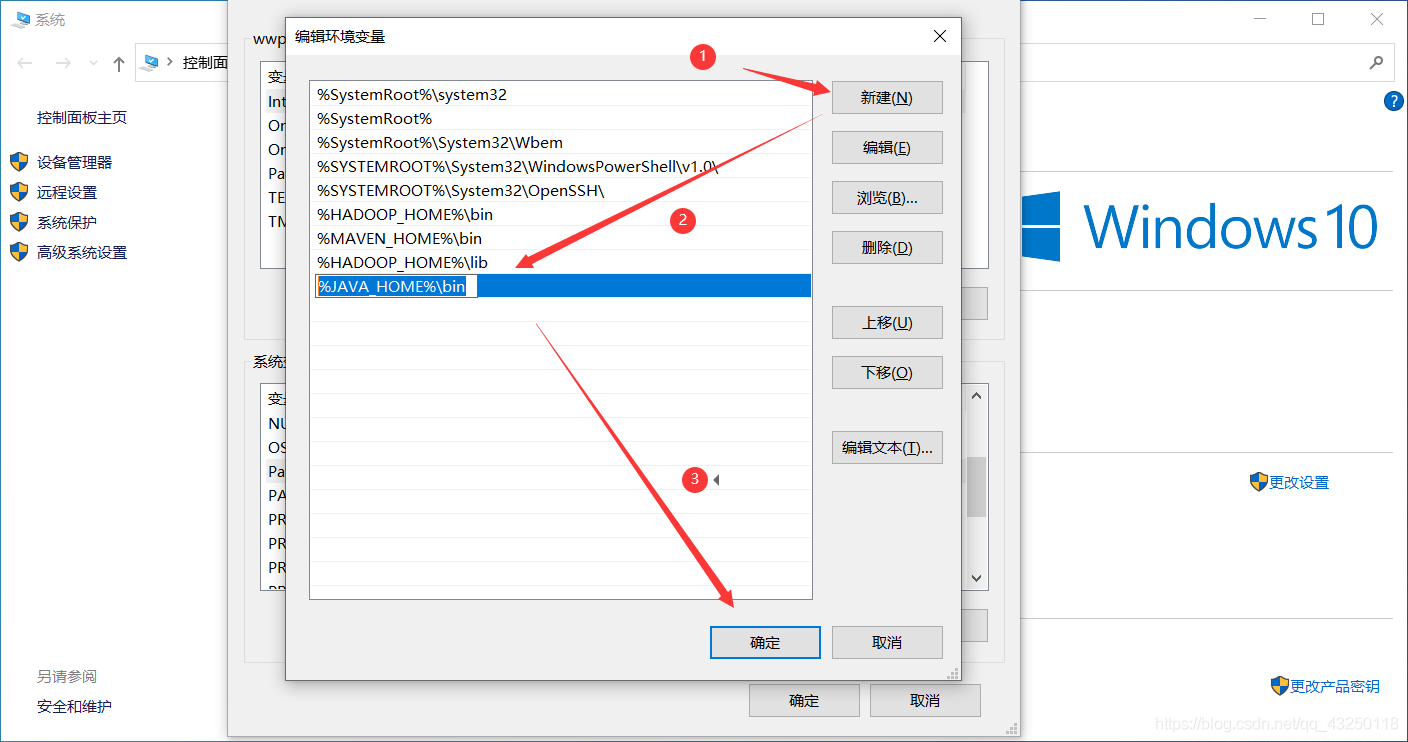 系统
控制面
控制面板主页
设备管理器
远程设置
系统保护
高级系统设置
另请参阅
安全和维护
wwp
变
Int
On
On
Pa
TE
TM
系统
变
NU
OS
Pa
PA
PR
PR
PR
编辑环境变量
%SystemRoot%\system32
%SystemRoot%
%SystemRoot%\System32\Wbem
%SYSTEMROOT%\System32\WindowsPowerShell\v1.0\
%SYSTEMROOT%\System32\OpenSSH\
%HADOOP_HOME%\bin
%MAVEN_HOME%\bin
%HADOOP_HOME%\lib
%JAVA_HOME%\bin
1
2
3
新建(N)
编辑(E)
浏览(B)...
删除(D)
上移(U)
下移(O)
编辑文本(T)...
确定
取消
确定
取消
?
Windows 10
更改设置
更改产品密钥
https://blog.csdn.net/qq_43250118